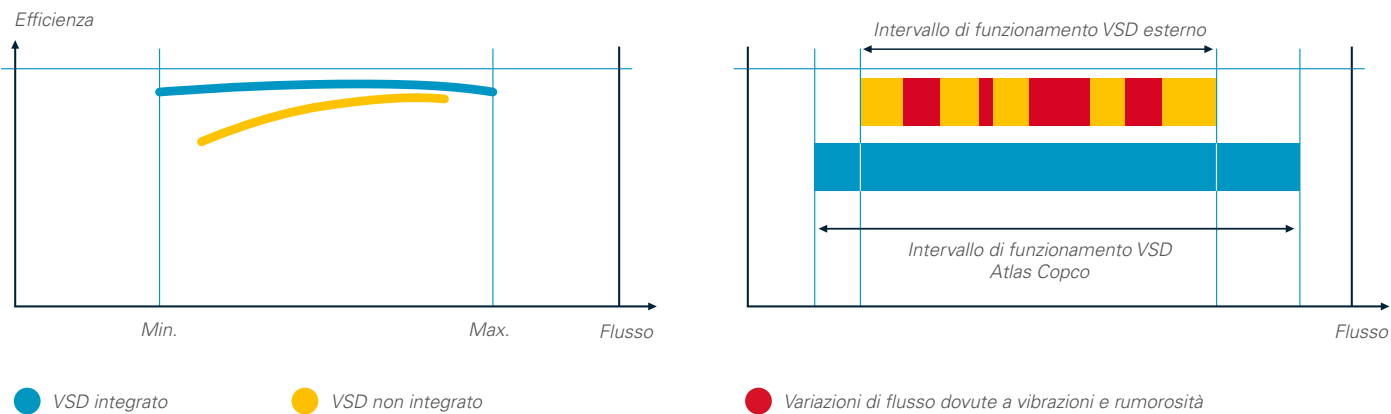 Efficienza
Min.
Max.
Flusso
VSD integrato
VSD non integrato
Intervallo di funzionamento VSD esterno
Intervallo di funzionamento VSD
Atlas Copco
Flusso
Variazioni di flusso dovute a vibrazioni e rumorosità